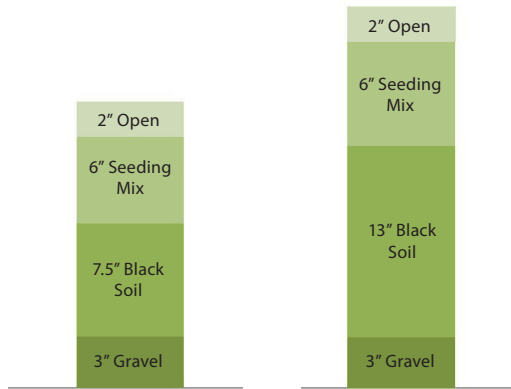 2” Open
6” Seeding
Mix
7.5” Black
Soil
3” Gravel
2” Open
6” Seeding
Mix
13” Black
Soil
3” Gravel